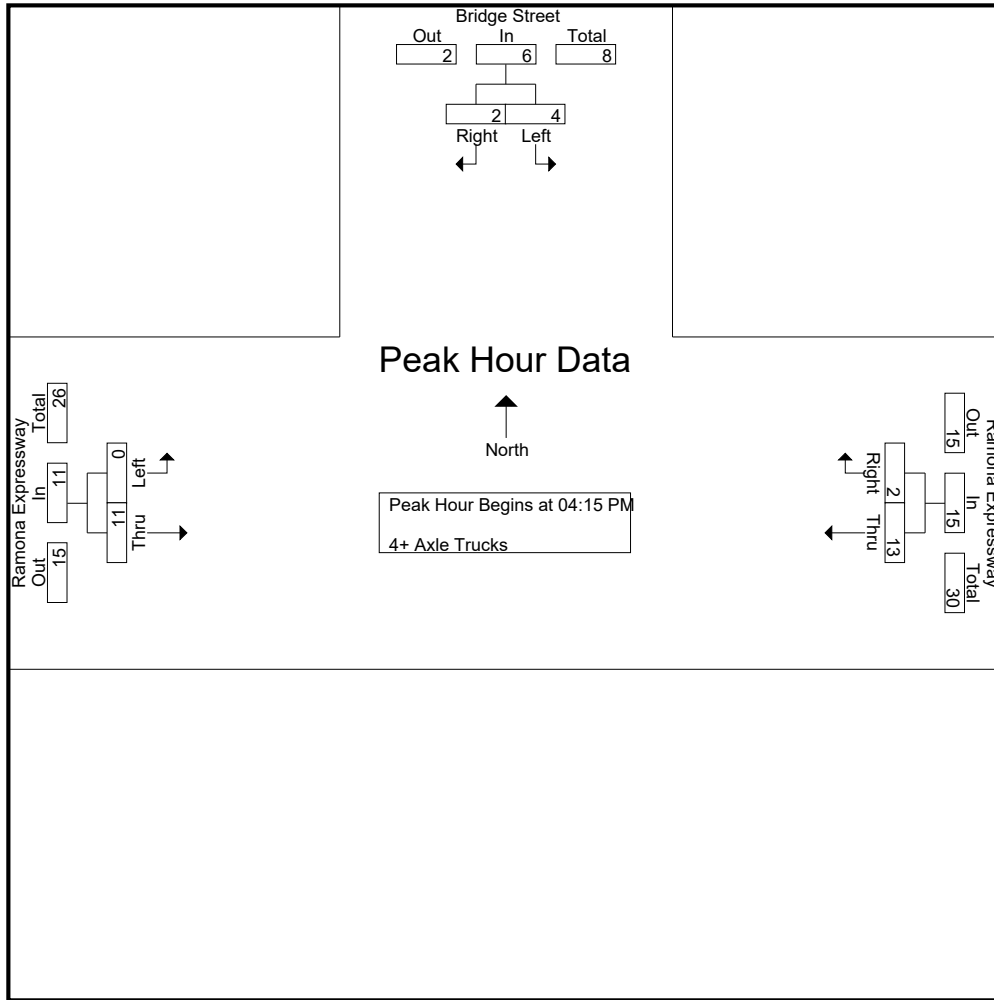 Bridge Street
Out In Total
2 6 8
2 4
Right Left
Peak Hour Data
North
Peak Hour Begins at 04:15 PM
4+ Axle Trucks
Ramona Expressway
Total In Out
26 11 15
0 11
Left Thru
Ramona Expressway
Out In Total
15 15 30
2 13
Right Thru